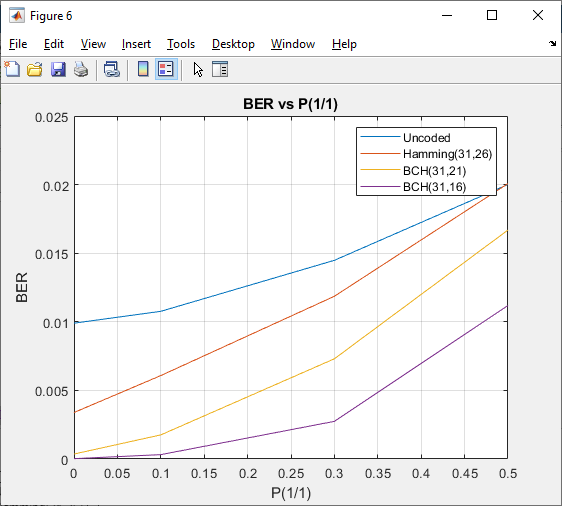 Figure 6
File Edit View Insert Tools Desktop Window Help
BER vs P(1/1)
Uncoded
Hamming(31,26)
BCH(31,21)
BCH(31,16)
BER
0.025
0.02
0.015
0.01
0.005
0
0 0.05 0.1 0.15 0.2 0.25 0.3 0.35 0.4 0.45 0.5
P(1/1)